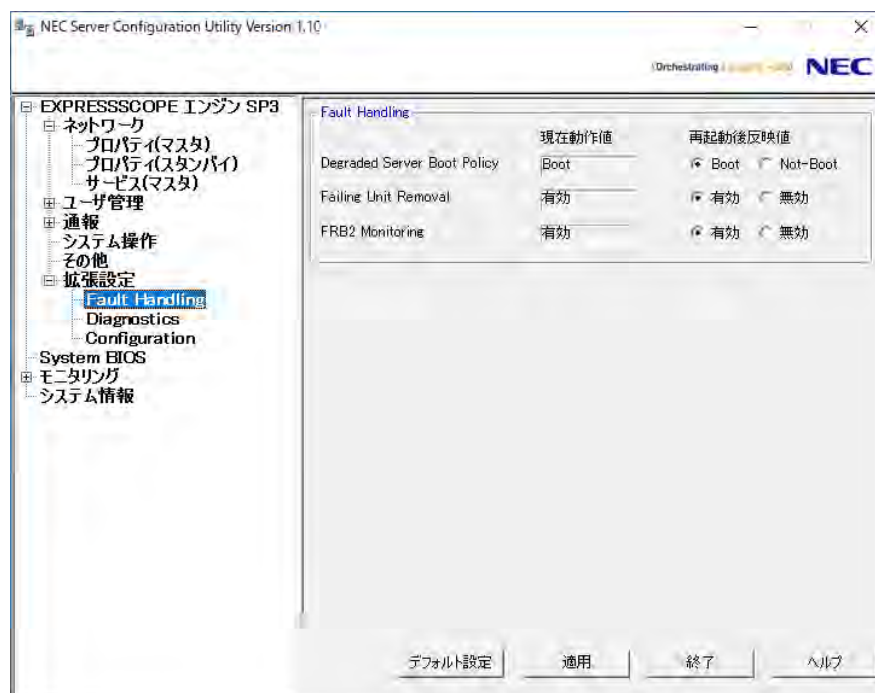 NEC Server Configuration Utility Version 1.10
Orchestrating
NEC
EXPRESSSCOPE エンジン SP3
ネットワーク
プロパティ(マスタ)
プロパティ(スタンバイ)
サービス(マスタ)
ユーザ管理
通報
システム操作
その他
拡張設定
Fault Handling
Diagnostics
Configuration
System BIOS
モニタリング
システム情報
Fault Handling
現在動作値 再起動後反映値
Degraded Server Boot Policy Boot Boot Not-Boot
Failing Unit Removal 有効 有効 無効
FRB2 Monitoring 有効 有効 無効
デフォルト設定 適用 終了 ヘルプ